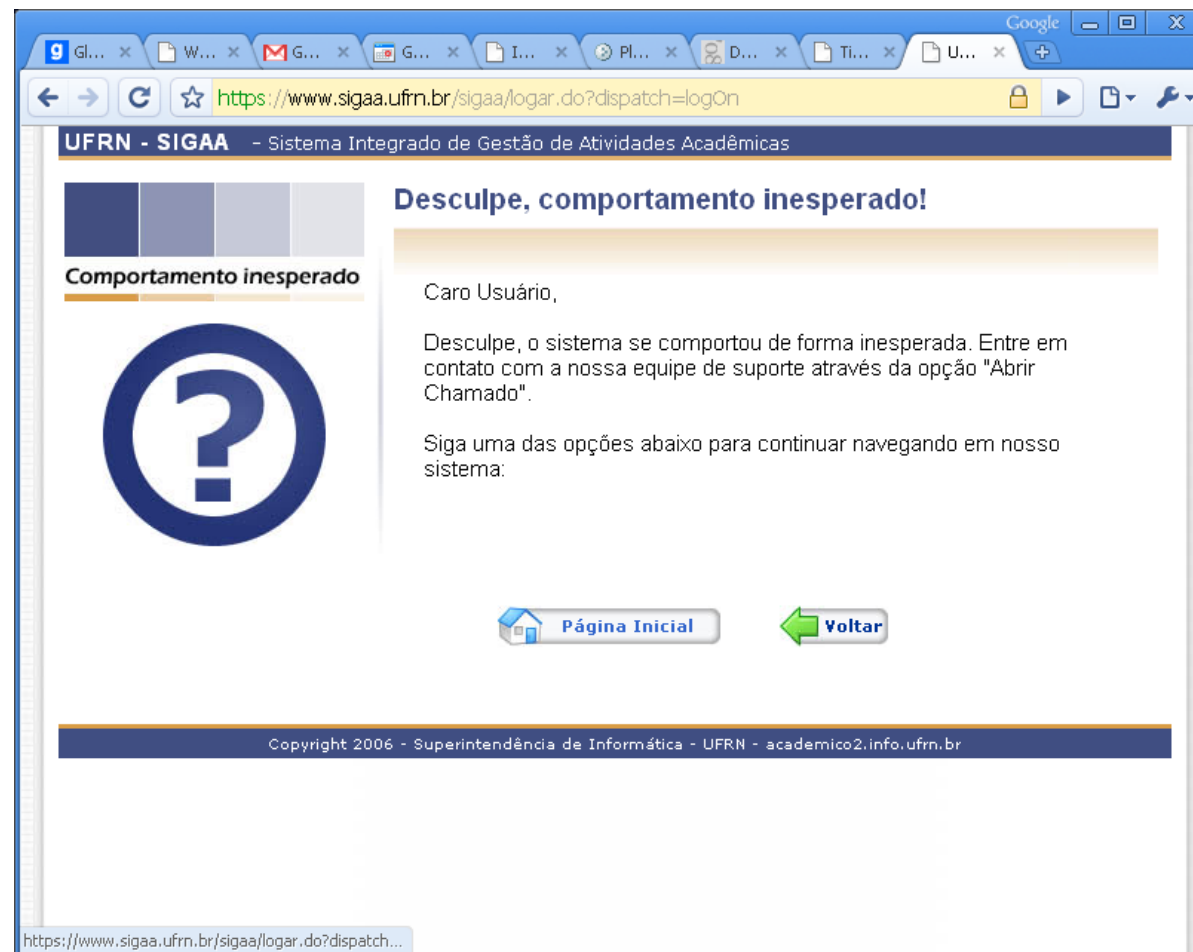 Google
Gl...
W...
G...
G...
I...
Pl...
D...
Ti...
U...
https://www.sigaa.ufrn.br/sigaa/logar.do?dispatch=logOn
UFRN - SIGAA - Sistema Integrado de Gestão de Atividades Acadêmicas
Desculpe, comportamento inesperado!
Comportamento inesperado
Caro Usuário,
Desculpe, o sistema se comportou de forma inesperada. Entre em
contato com a nossa equipe de suporte através da opção "Abrir
Chamado".
Siga uma das opções abaixo para continuar navegando em nosso
sistema:
Página Inicial
Voltar
Copyright 2006 - Superintendência de Informática - UFRN - academico2.info.ufrn.br
https://www.sigaa.ufrn.br/sigaa/logar.do?dispatch...